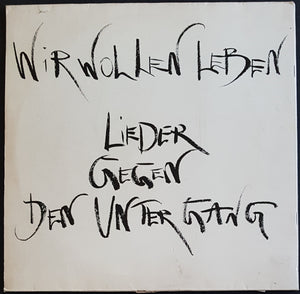 WIR WOLLEN LEBEN
LIEDER
GEGEN
DEN UNTERGANG